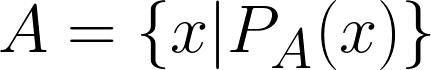 A = {x|P_A(x)}